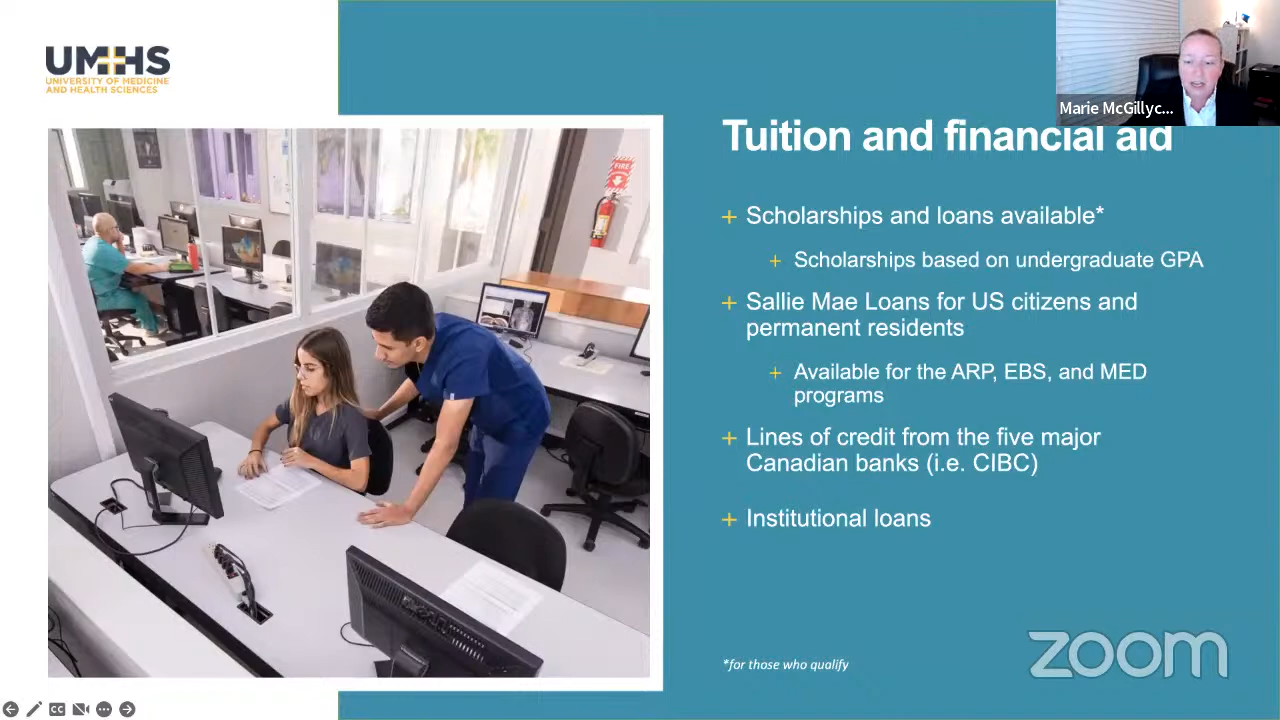 UMHS
UNIVERSITY OF MEDICINE
AND HEALTH SCIENCES
Marie McGillyc...
Tuition and financial aid
FIRE
Scholarships and loans available*
Scholarships based on undergraduate GPA
Sallie Mae Loans for US citizens and
permanent residents
Available for the ARP, EBS, and MED
programs
Lines of credit from the five major
Canadian banks (i.e. CIBC)
Institutional loans
*for those who qualify
zoom
CC